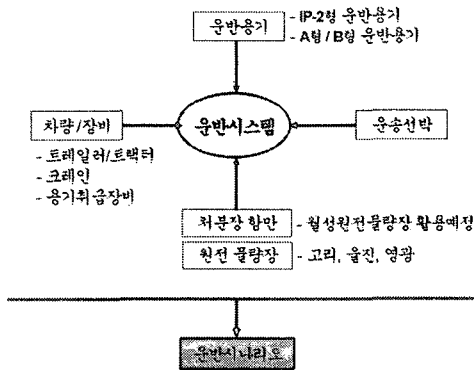 운반용기
- IP-2형 운반용기
- A형 / B형 운반용기
차량/장비
- 트레일러/트랙터
- 크레인
- 용기취급장비
운반시스템
운송선박
처분장 항만
- 월성원전물량장 활용예정
원전 물량장
- 고리, 울진, 영광
운반시나리오